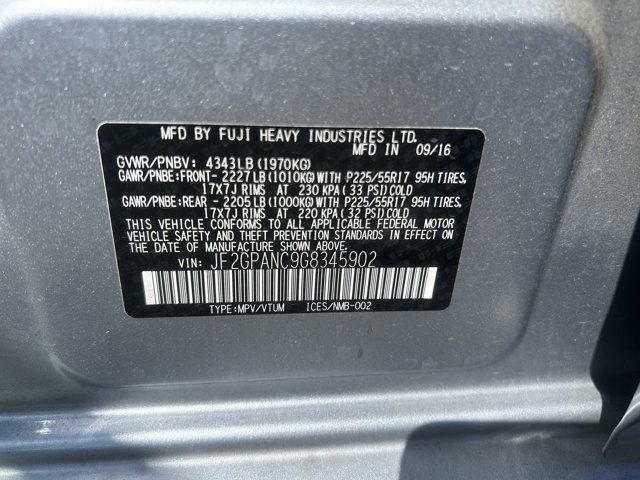 MFD BY FUJI HEAVY INDUSTRIES LTD.
MFD IN 09/16
GVWR/PNBV: 4343LB(1970KG)
GAWR/PNBE:FRONT- 2227LB(1010KG)WITH P225/55R17 95H TIRES,
17X7J RIMS AT 230 KPA(33 PSI)COLD
GAWR/PNBE:REAR - 2205LB(1000KG)WITH P225/55R17 95H TIRES,
17X7J RIMS AT 220 KPA(32 PSI)COLD
THIS VEHICLE CONFORMS TO ALL APPLICABLE FEDERAL MOTOR
VEHICLE SAFETY AND THEFT PREVENTION STANDARDS IN EFFECT ON
THE DATE OF MANUFACTURE SHOWN ABOVE.
VIN: JF2GPANC9G8345902
TYPE:MPV/VTUM ICES/NMB-002